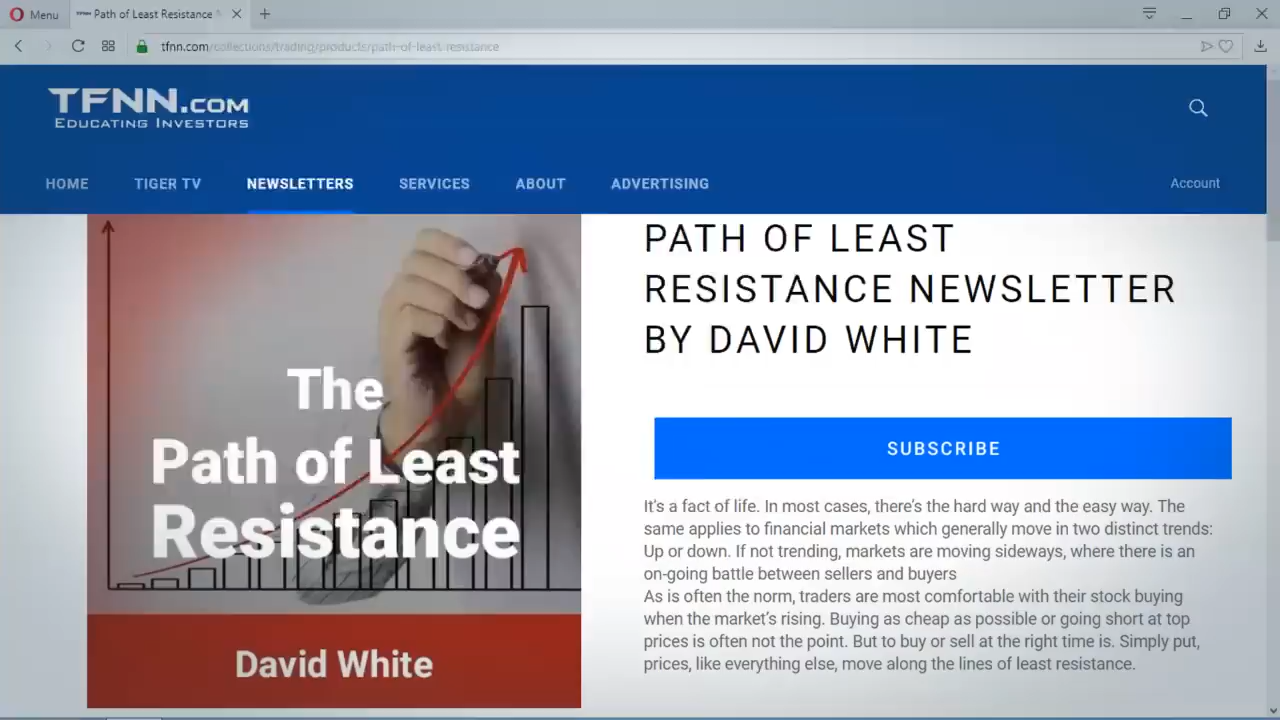 Menu
Path of Least Resistance
tfnn.com/collections/trading/products/path-of-least-resistance
TFNN.COM
EDUCATING INVESTORS
HOME
TIGER TV
NEWSLETTERS
SERVICES
ABOUT
ADVERTISING
Account
The
Path of Least
Resistance
David White
PATH OF LEAST
RESISTANCE NEWSLETTER
BY DAVID WHITE
SUBSCRIBE
It's a fact of life. In most cases, there's the hard way and the easy way. The
same applies to financial markets which generally move in two distinct trends:
Up or down. If not trending, markets are moving sideways, where there is an
on-going battle between sellers and buyers
As is often the norm, traders are most comfortable with their stock buying
when the market's rising. Buying as cheap as possible or going short at top
prices is often not the point. But to buy or sell at the right time is. Simply put,
prices, like everything else, move along the lines of least resistance.